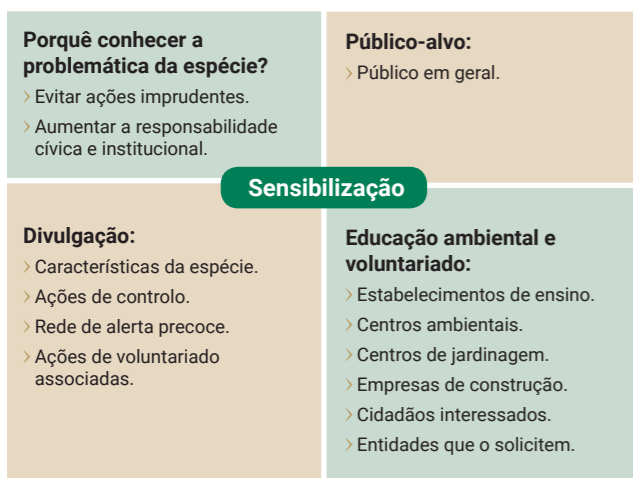 Porquê conhecer a
problemática da espécie?
› Evitar ações imprudentes.
› Aumentar a responsabilidade
cívica e institucional.
Público-alvo:
› Público em geral.
Sensibilização
Divulgação:
› Características da espécie.
› Ações de controlo.
› Rede de alerta precoce.
› Ações de voluntariado
associadas.
Educação ambiental e
voluntariado:
› Estabelecimentos de ensino.
› Centros ambientais.
› Centros de jardinagem.
› Empresas de construção.
› Cidadãos interessados.
› Entidades que o solicitem.